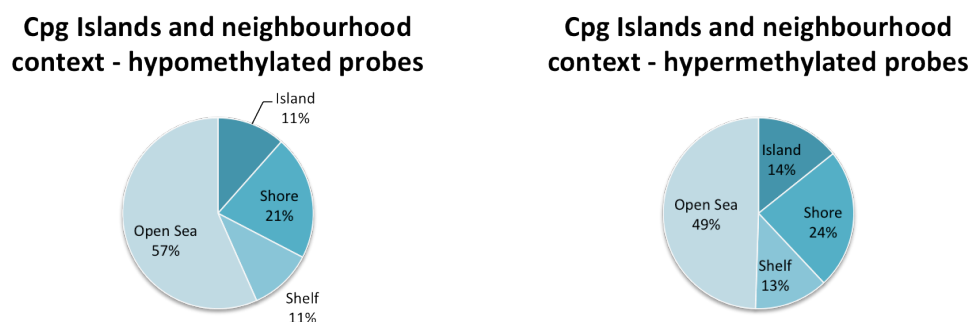 Cpg Islands and neighbourhood
context - hypomethylated probes
Island
11%
Shore
21%
Open Sea
57%
Shelf
11%
Cpg Islands and neighbourhood
context - hypermethylated probes
Island
14%
Open Sea
49%
Shore
24%
Shelf
13%